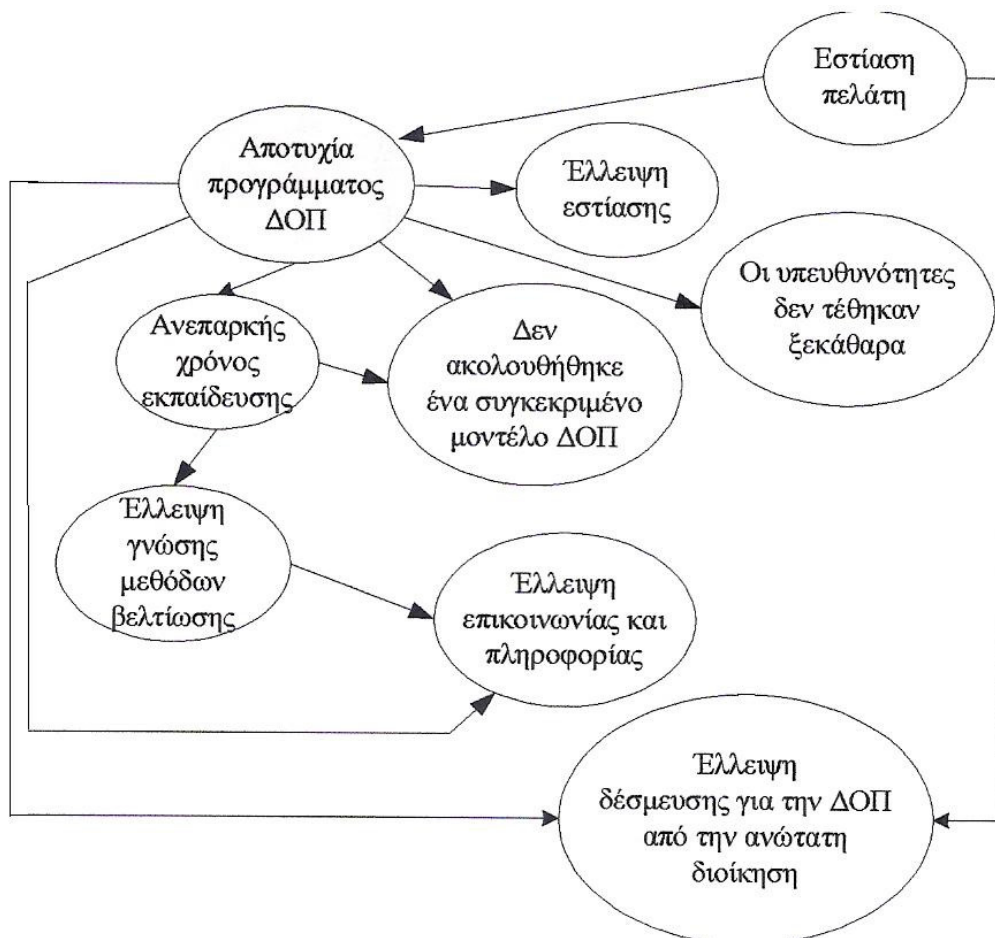 Εστίαση
πελάτη
Αποτυχία
προγράμματος
ΔΟΠ
Έλλειψη
εστίασης
Οι υπευθυνότητες
δεν τέθηκαν
ξεκάθαρα
Ανεπαρκής
χρόνος
εκπαίδευσης
Δεν
ακολουθήθηκε
ένα συγκεκριμένο
μοντέλο ΔΟΠ
Έλλειψη
γνώσης
μεθόδων
βελτίωσης
Έλλειψη
επικοινωνίας και
πληροφορίας
Έλλειψη
δέσμευσης για την ΔΟΠ
από την ανώτατη
διοίκηση